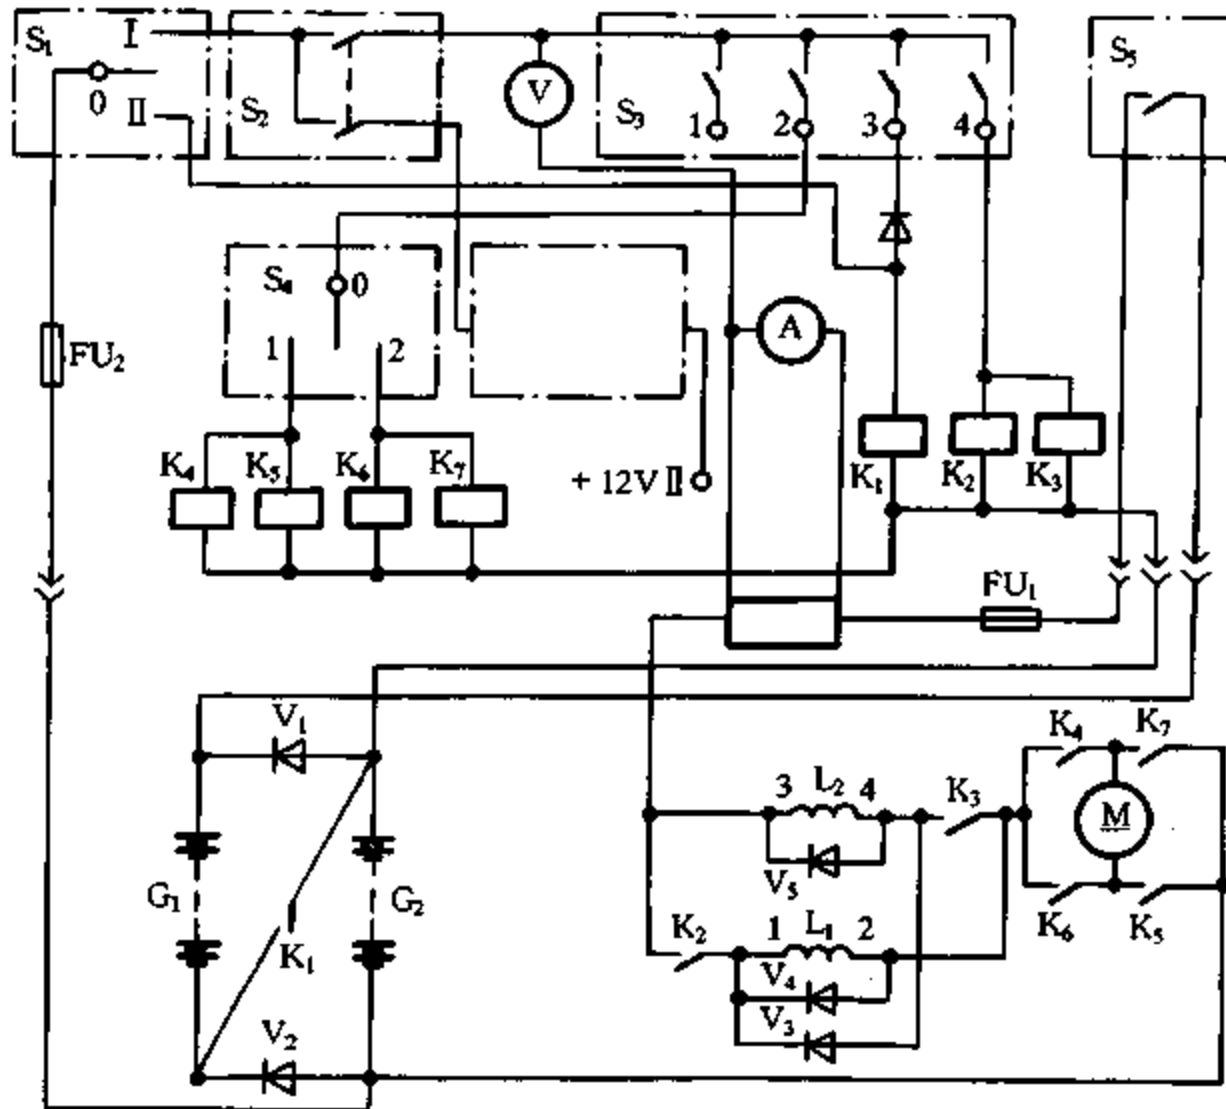 S₁ I
0
II
S₂
V
S₃ 1 2 3 4
S₅
S₄ 0
1 2
FU₂
A
K₄ K₅ K₆ K₇
+ 12V II
K₁ K₂ K₃
FU₁
V₁
G₁ G₂
K₁
V₂
3 L₂ 4 K₃
V₅
K₄ K₇
M
K₆ K₅
K₂ 1 L₁ 2
V₄
V₃